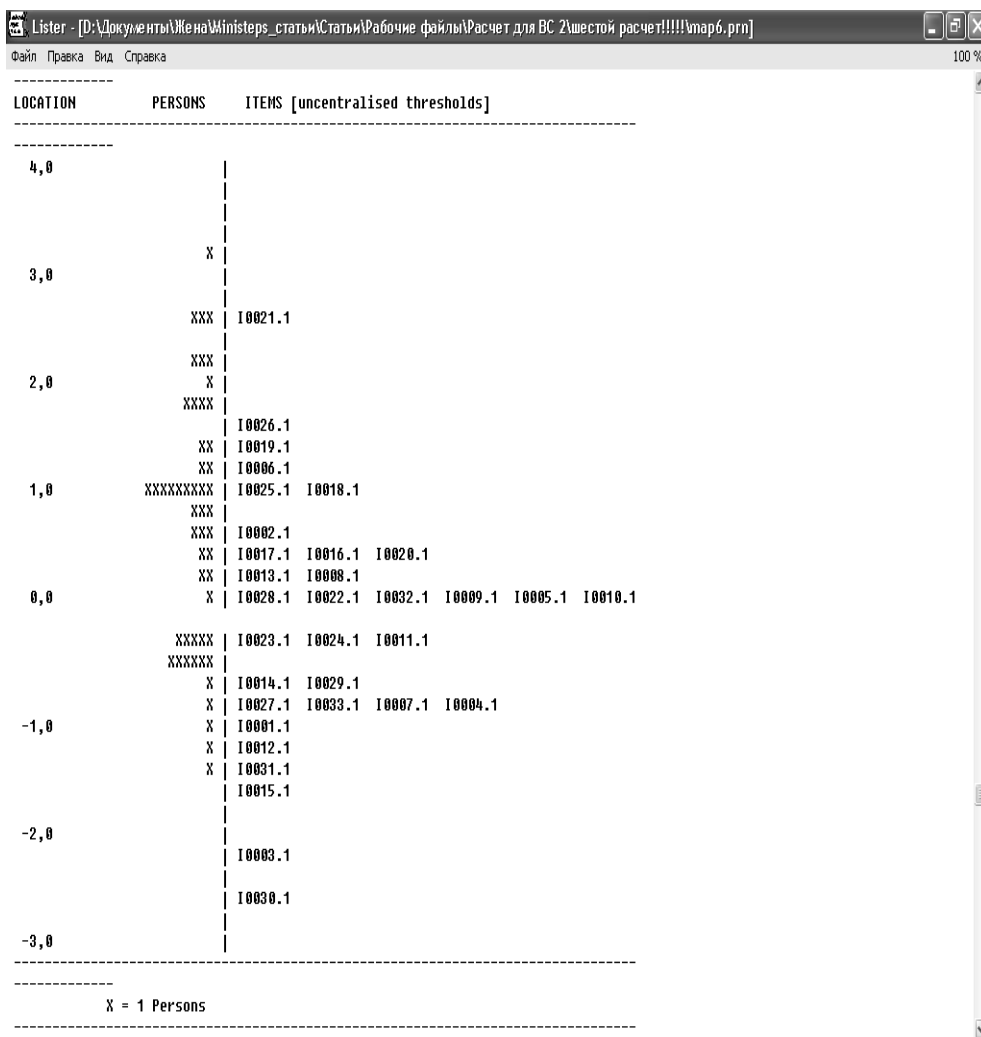 Lister - [D:\Документы\Жена\Ministeps_статьи\Статьи\Рабочие файлы\Расчет для ВС 2\шестой расчет!!!!!\map6.prn]
Файл Правка Вид Справка 100 %
-------------
LOCATION PERSONS ITEMS [uncentralised thresholds]
--------------------------------------------------------------------------------
-------------
4,0 |
|
|
|
X |
3,0 |
|
XXX | I0021.1
|
XXX |
2,0 X |
XXXX |
| I0026.1
XX | I0019.1
XX | I0006.1
1,0 XXXXXXXXX | I0025.1 I0018.1
XXX |
XXX | I0002.1
XX | I0017.1 I0016.1 I0020.1
XX | I0013.1 I0008.1
0,0 X | I0028.1 I0022.1 I0032.1 I0009.1 I0005.1 I0010.1
XXXXX | I0023.1 I0024.1 I0011.1
XXXXXX |
X | I0014.1 I0029.1
X | I0027.1 I0033.1 I0007.1 I0004.1
-1,0 X | I0001.1
X | I0012.1
X | I0031.1
| I0015.1
|
-2,0 |
| I0003.1
|
| I0030.1
|
-3,0 |
--------------------------------------------------------------------------------
-------------
X = 1 Persons
--------------------------------------------------------------------------------